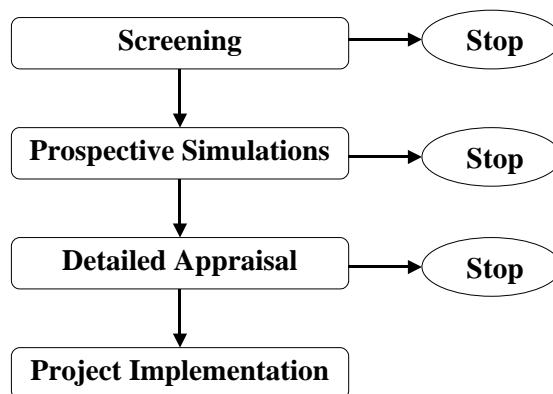 Screening
Stop
Prospective Simulations
Stop
Detailed Appraisal
Stop
Project Implementation